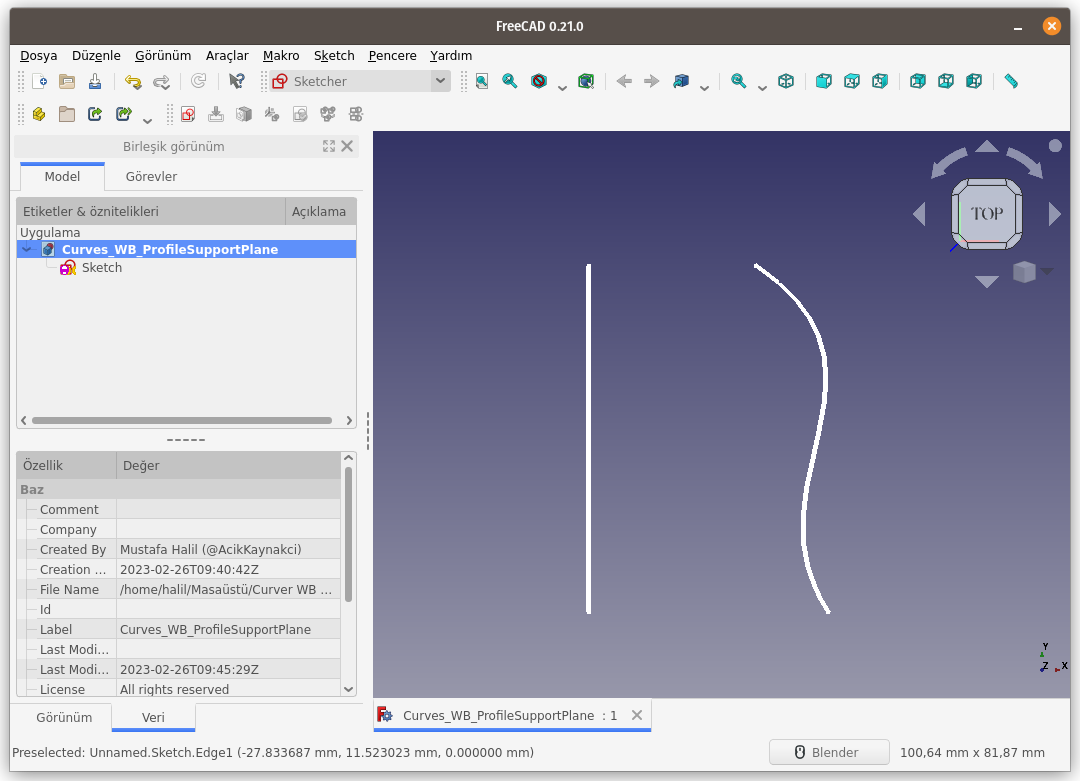 FreeCAD 0.21.0
Dosya Düzenle Görünüm Araçlar Makro Sketch Pencere Yardım
Sketcher
Birleşik görünüm
Model Görevler
Etiketler & öznitelikleri Açıklama
Uygulama
Curves_WB_ProfileSupportPlane
Sketch
TOP
Özellik Değer
Baz
Comment
Company
Created By Mustafa Halil (@AcikKaynakci)
Creation ... 2023-02-26T09:40:42Z
File Name /home/halil/Masaüstü/Curver WB ...
Id
Label Curves_WB_ProfileSupportPlane
Last Modi...
Last Modi... 2023-02-26T09:45:29Z
License All rights reserved
Y
Z X
Görünüm Veri
Curves_WB_ProfileSupportPlane : 1
Preselected: Unnamed.Sketch.Edge1 (-27.833687 mm, 11.523023 mm, 0.000000 mm)
Blender 100,64 mm x 81,87 mm